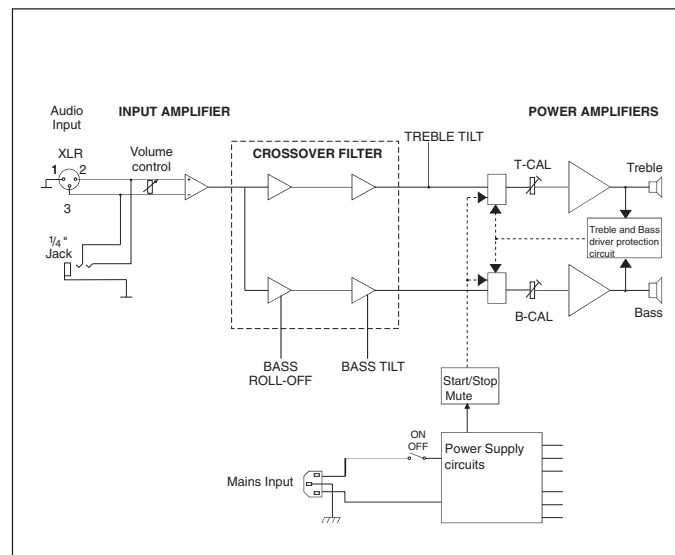 Audio
Input
INPUT AMPLIFIER
POWER AMPLIFIERS
XLR
1
2
3
Volume
control
CROSSOVER FILTER
TREBLE TILT
T-CAL
Treble
1/4"
Jack
Treble and Bass
driver protection
circuit
B-CAL
Bass
BASS
ROLL-OFF
BASS TILT
Start/Stop
Mute
ON
OFF
Power Supply
circuits
Mains Input
+
-